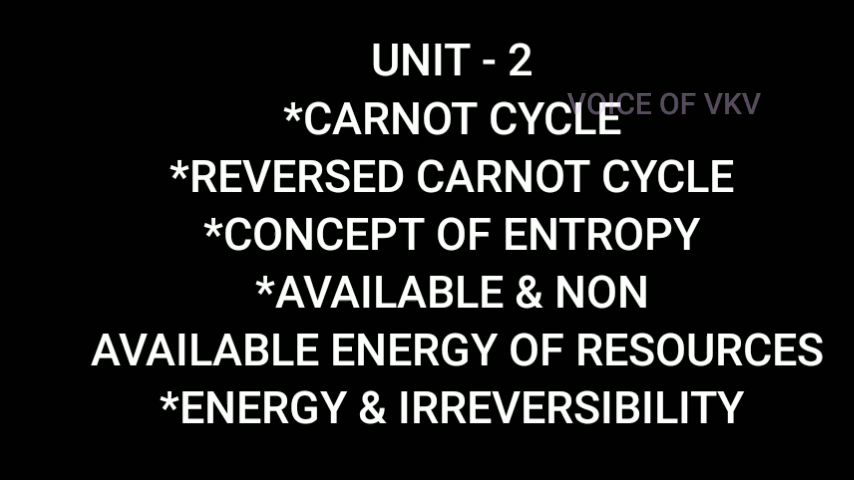 UNIT - 2
VOICE OF VKV
*CARNOT CYCLE
*REVERSED CARNOT CYCLE
*CONCEPT OF ENTROPY
*AVAILABLE & NON
AVAILABLE ENERGY OF RESOURCES
*ENERGY & IRREVERSIBILITY